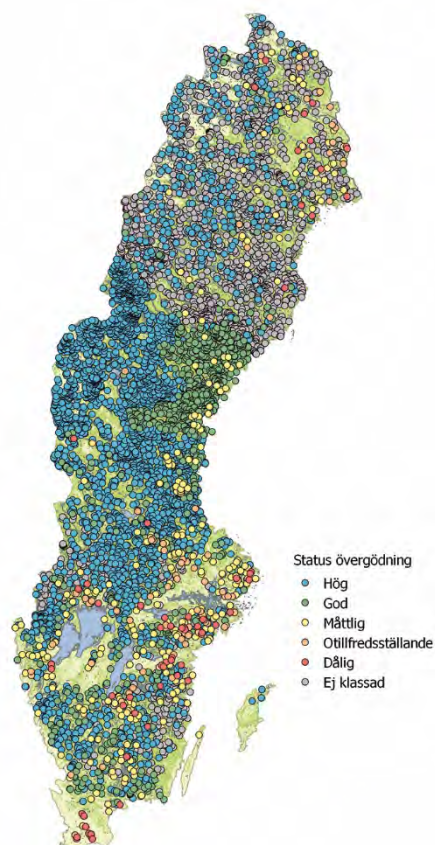 Status övergödning
Hög
God
Måttlig
Otillfredsställande
Dålig
Ej klassad